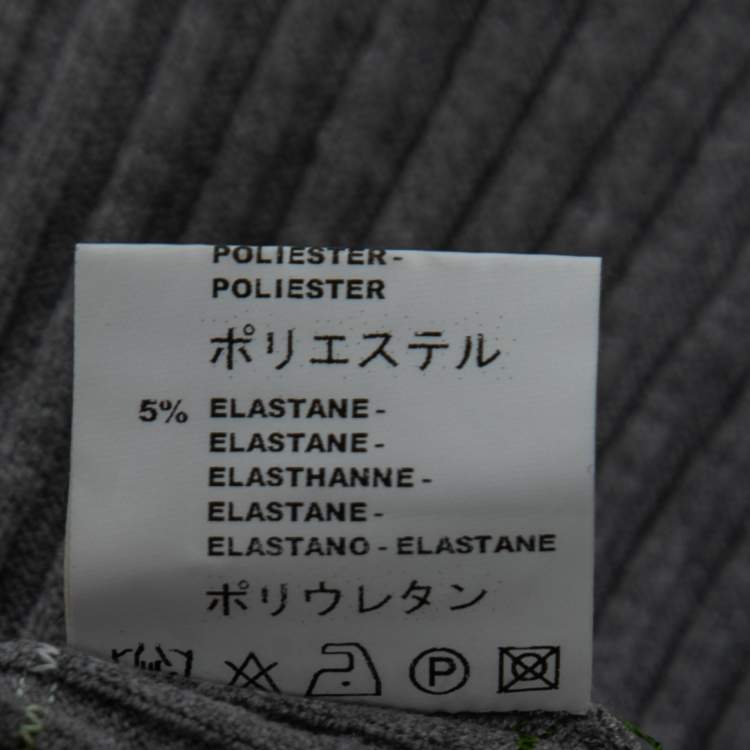 POLIESTER-
POLIESTER
ポリエステル
5% ELASTANE-
ELASTANE-
ELASTHANNE-
ELASTANE-
ELASTANO - ELASTANE
ポリウレタン
P